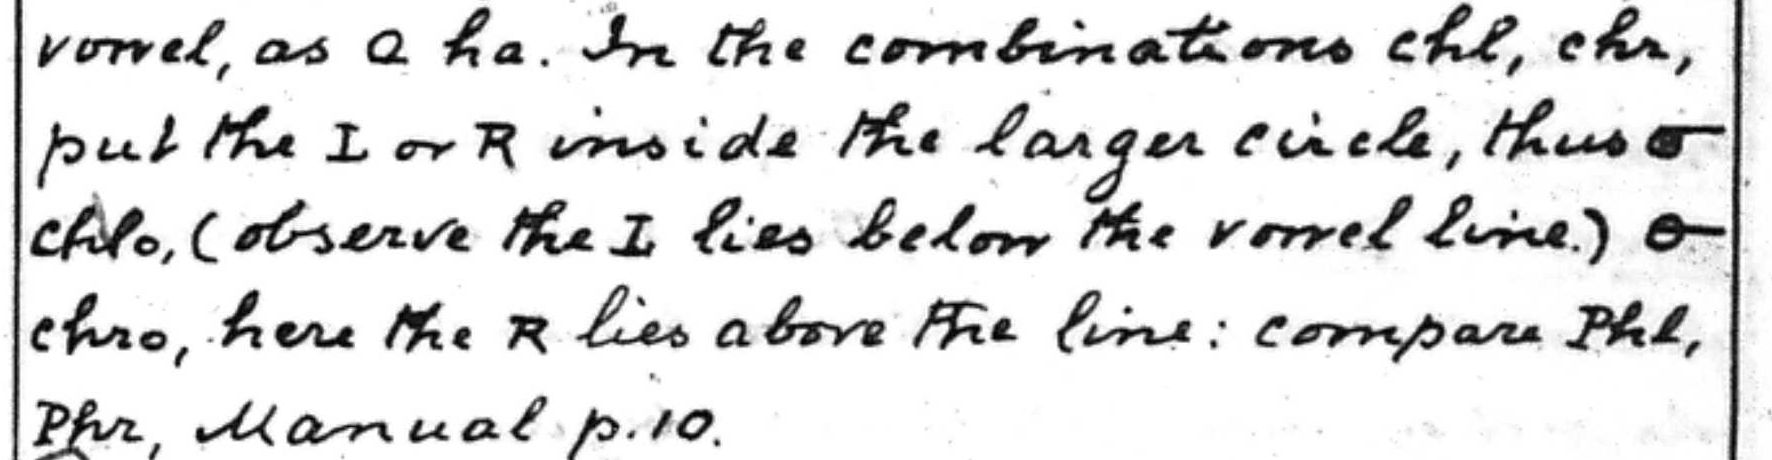 vowel, as ha. In the combinations chl, chr,
put the L or R inside the larger circle, thus
chlo, (observe the L lies below the vowel line.)
chro, here the R lies above the line: compare Phl,
Phr, Manual p.10.